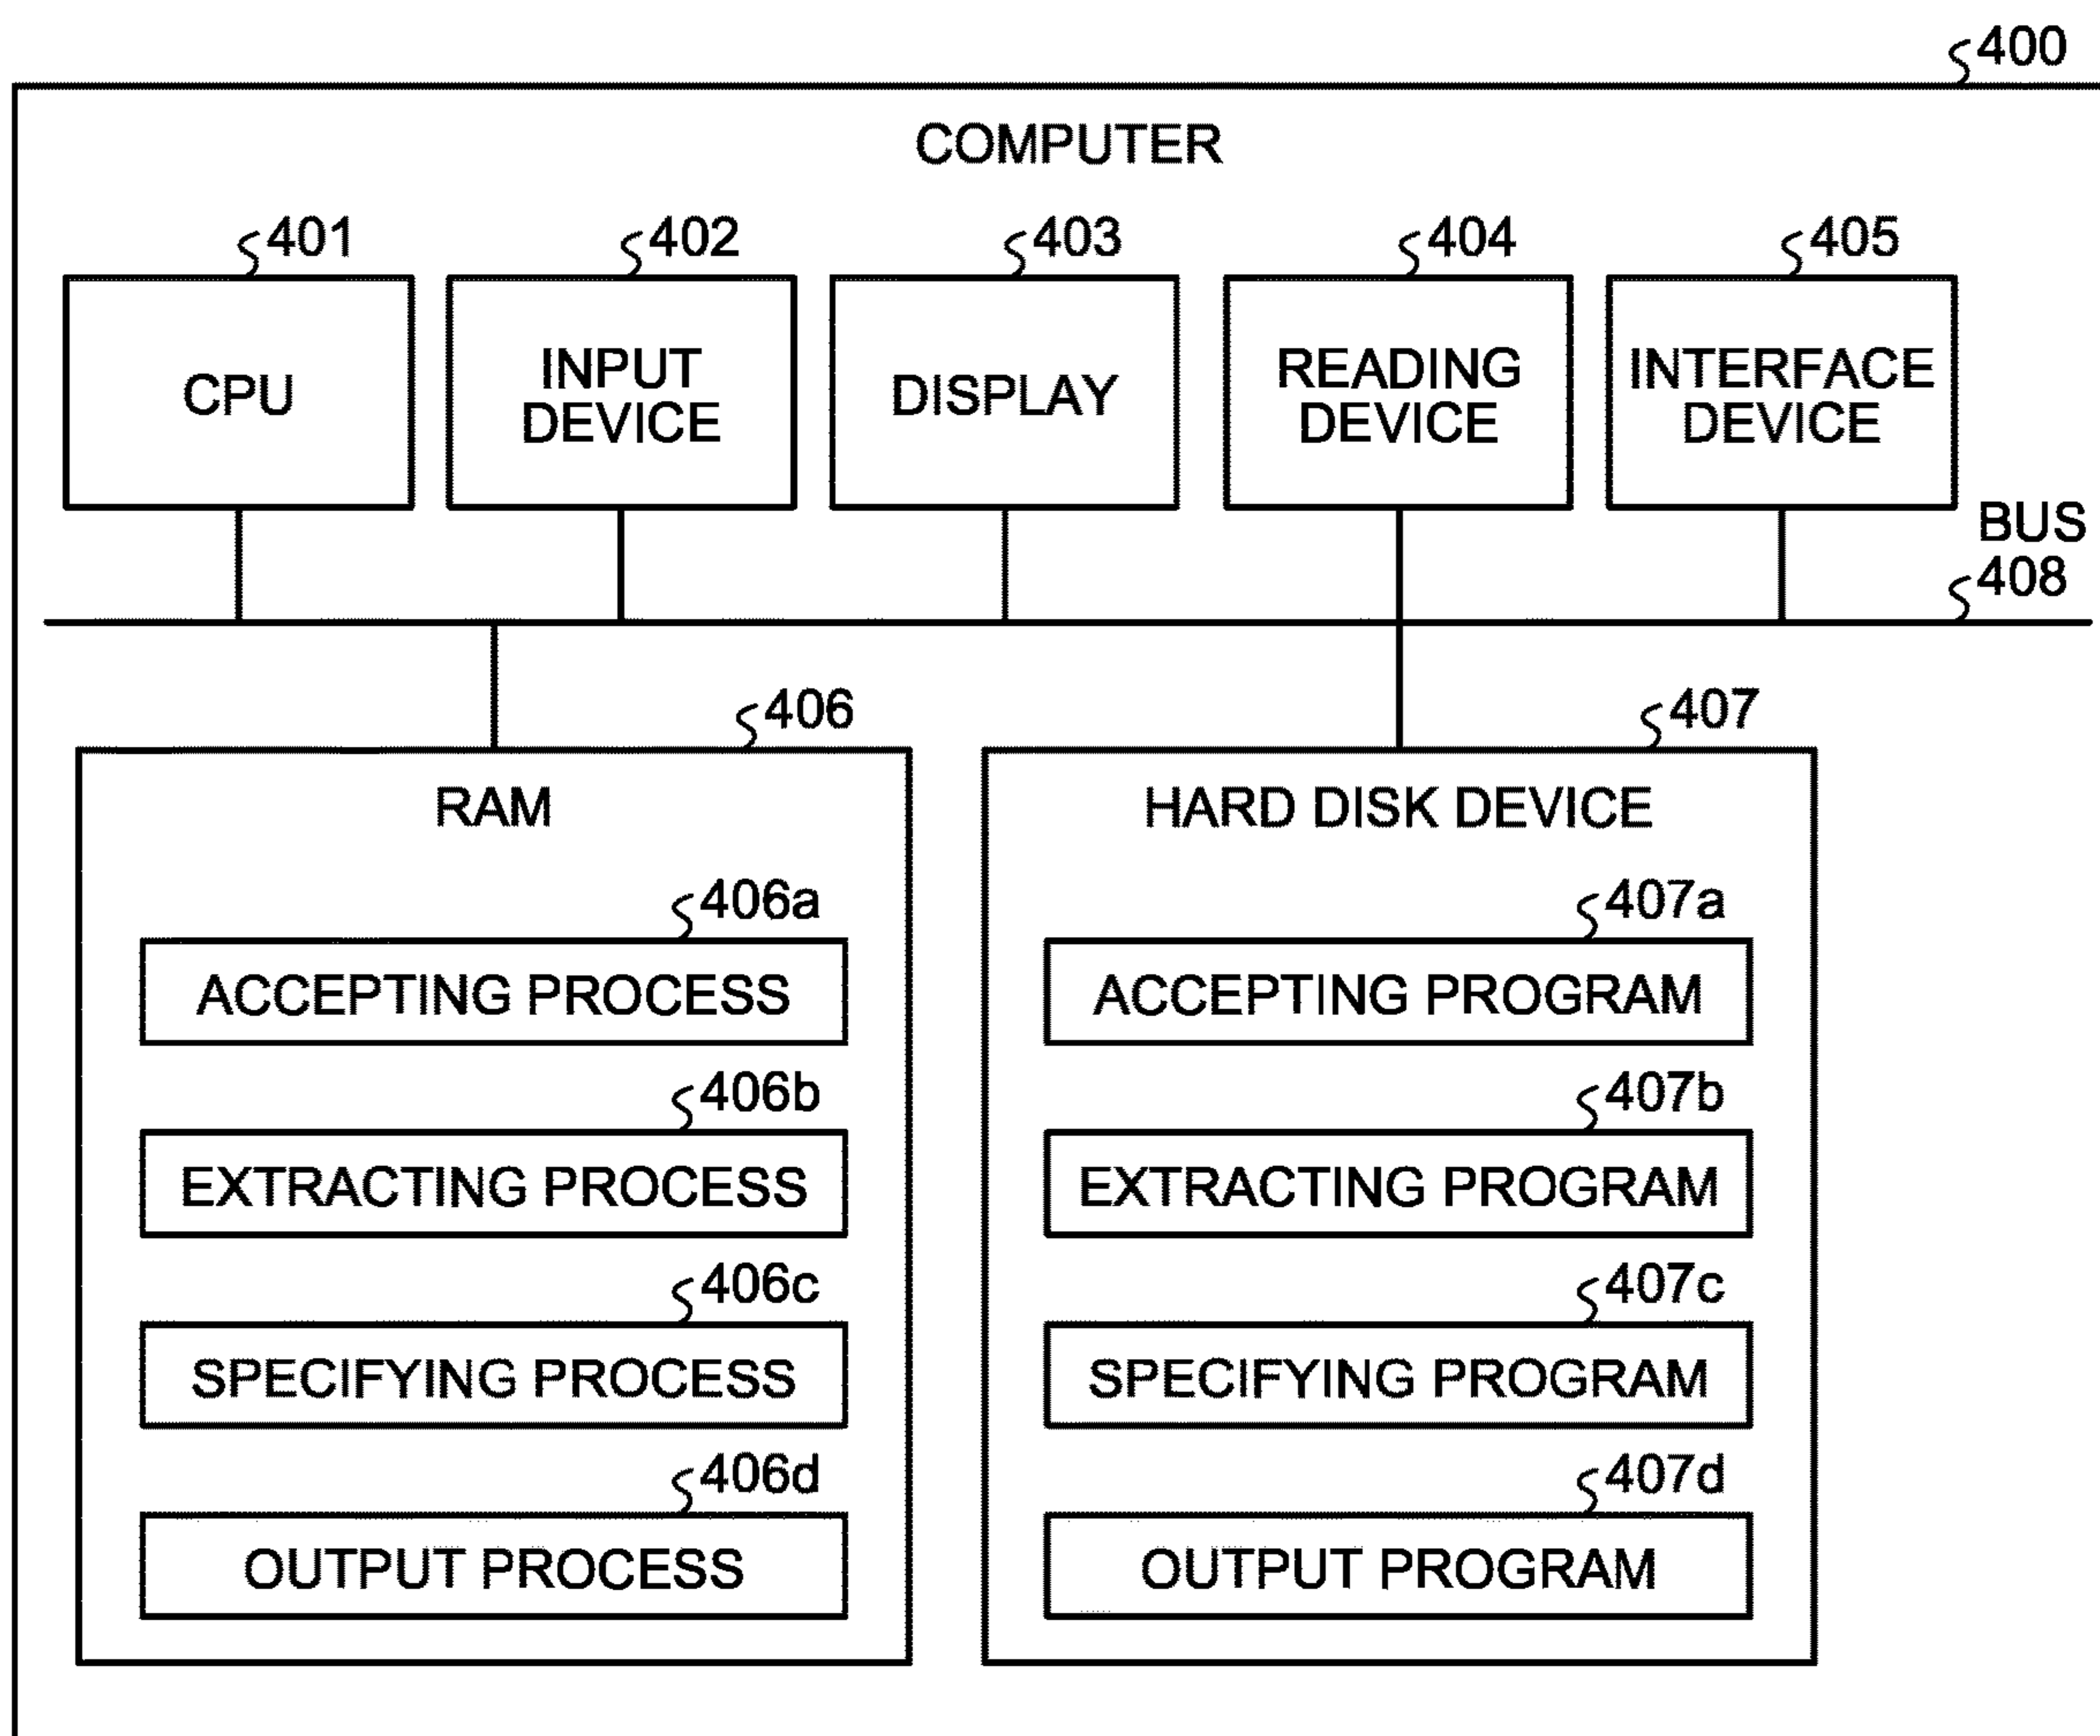 400
COMPUTER
401
402
403
404
405
CPU
INPUT
DEVICE
DISPLAY
READING
DEVICE
INTERFACE
DEVICE
BUS
408
406
407
RAM
HARD DISK DEVICE
406a
407a
ACCEPTING PROCESS
ACCEPTING PROGRAM
406b
407b
EXTRACTING PROCESS
EXTRACTING PROGRAM
406c
407c
SPECIFYING PROCESS
SPECIFYING PROGRAM
406d
407d
OUTPUT PROCESS
OUTPUT PROGRAM